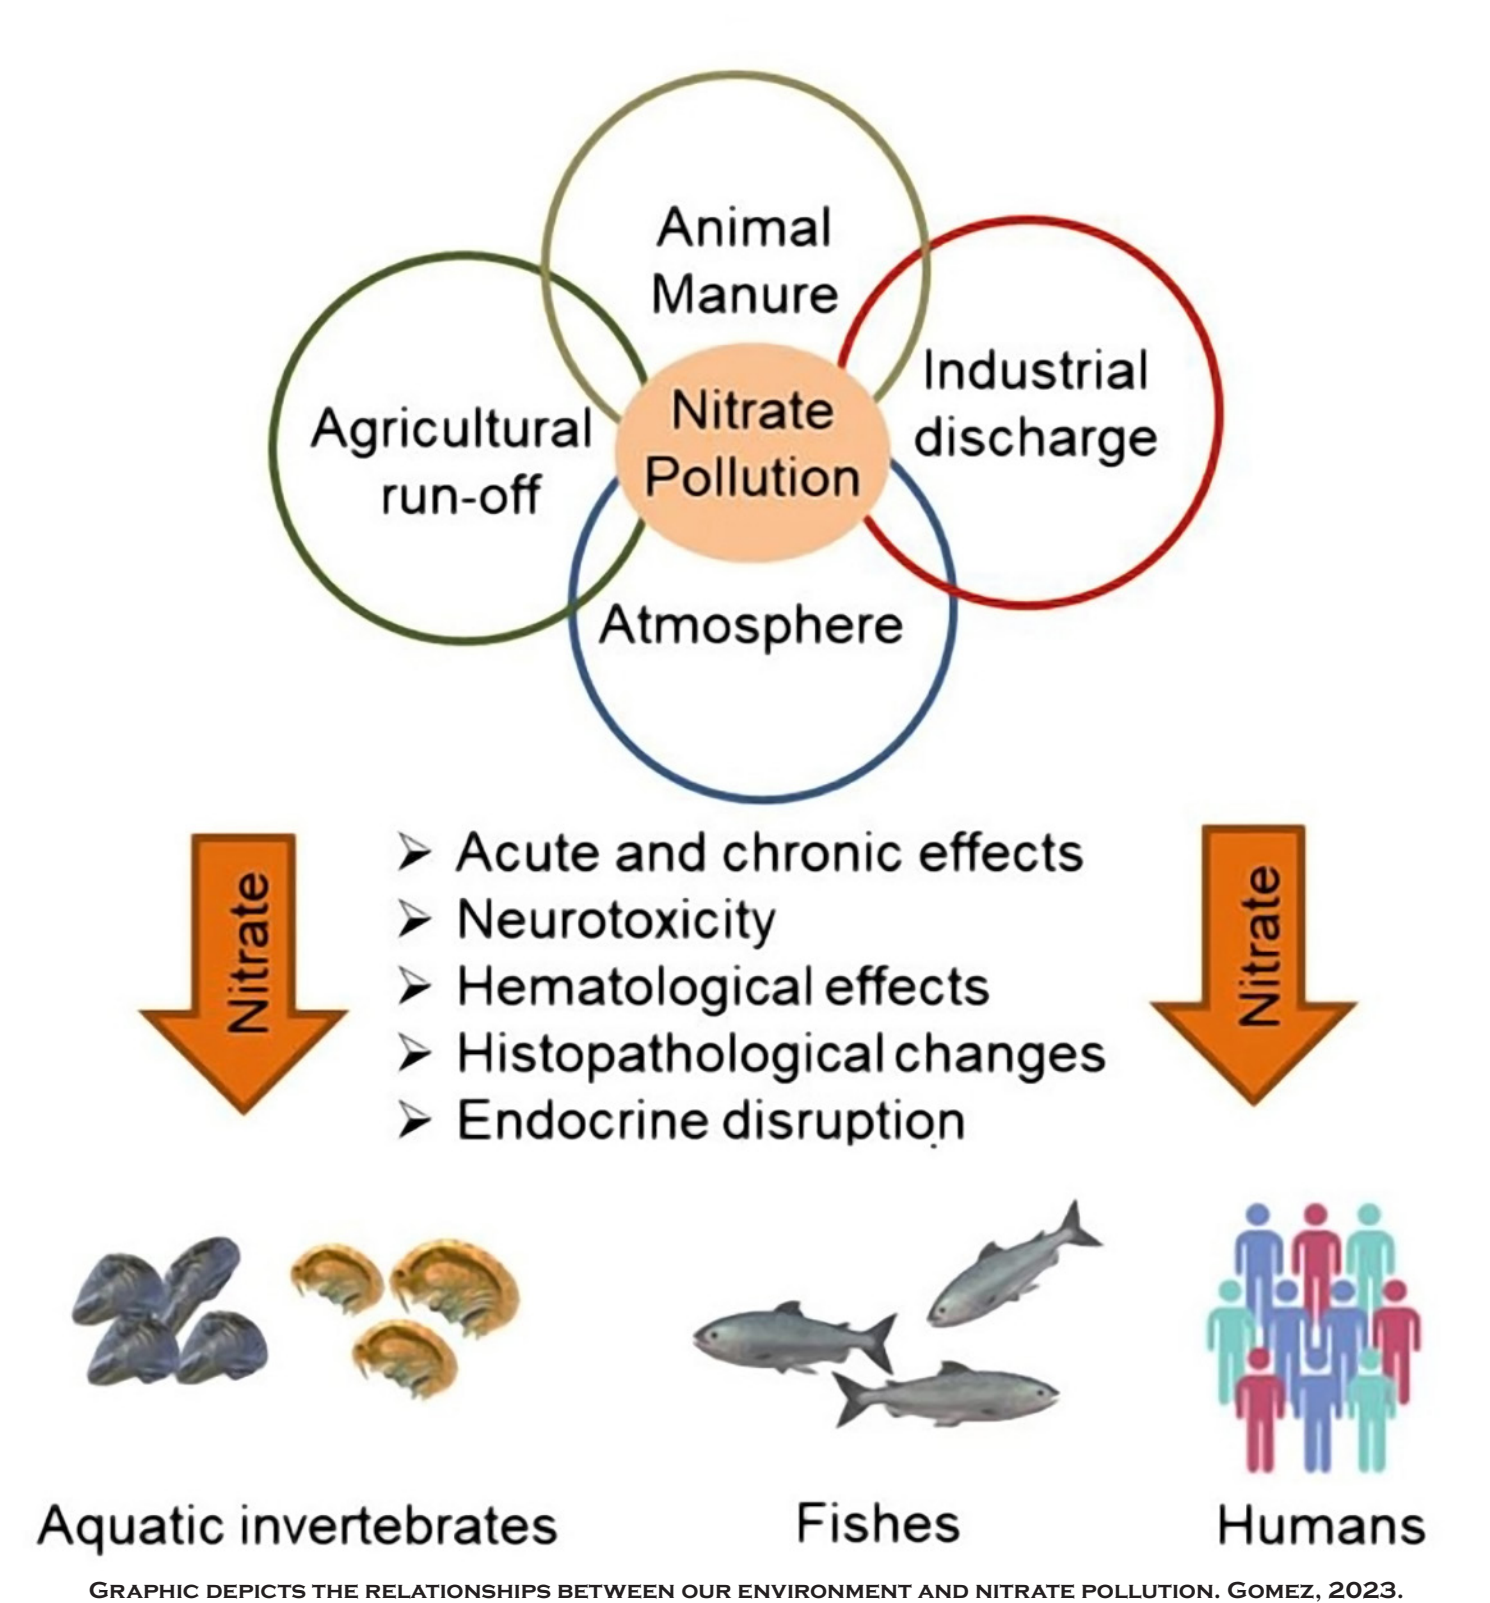 Animal
Manure
Agricultural
run-off
Nitrate
Pollution
Industrial
discharge
Atmosphere
Nitrate
Nitrate
➢ Acute and chronic effects
➢ Neurotoxicity
➢ Hematological effects
➢ Histopathological changes
➢ Endocrine disruption
Aquatic invertebrates
Fishes
Humans
GRAPHIC DEPICTS THE RELATIONSHIPS BETWEEN OUR ENVIRONMENT AND NITRATE POLLUTION. GOMEZ, 2023.